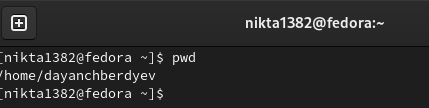 nikta1382@fedora:~
[nikta1382@fedora ~]$ pwd
/home/dayanchberdyev
[nikta1382@fedora ~]$